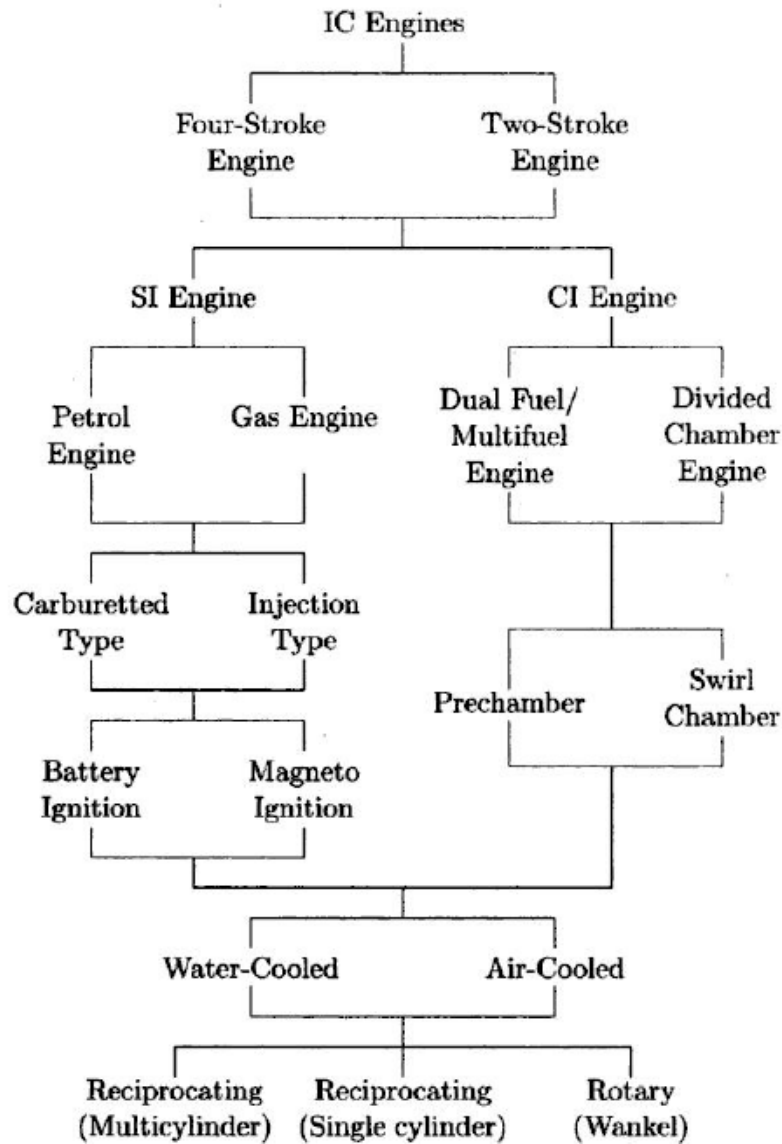 IC Engines
Four-Stroke
Engine
Two-Stroke
Engine
SI Engine
CI Engine
Petrol
Engine
Gas Engine
Dual Fuel/
Multifuel
Engine
Divided
Chamber
Engine
Carburetted
Type
Injection
Type
Prechamber
Swirl
Chamber
Battery
Ignition
Magneto
Ignition
Water-Cooled
Air-Cooled
Reciprocating
(Multicylinder)
Reciprocating
(Single cylinder)
Rotary
(Wankel)